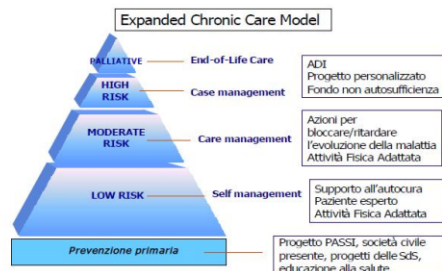 Expanded Chronic Care Model
PALLIATIVE
End-of-Life Care
ADI
Progetto personalizzato
Fondo non autosufficienza
HIGH
RISK
Case management
MODERATE
RISK
Care management
Azioni per
bloccare/ritardare
l'evoluzione della malattia
Attività Fisica Adattata
LOW RISK
Self management
Supporto all'autocura
Paziente esperto
Attività Fisica Adattata
Prevenzione primaria
Progetto PASSI, società civile
presente, progetti delle SdS,
educazione alla salute